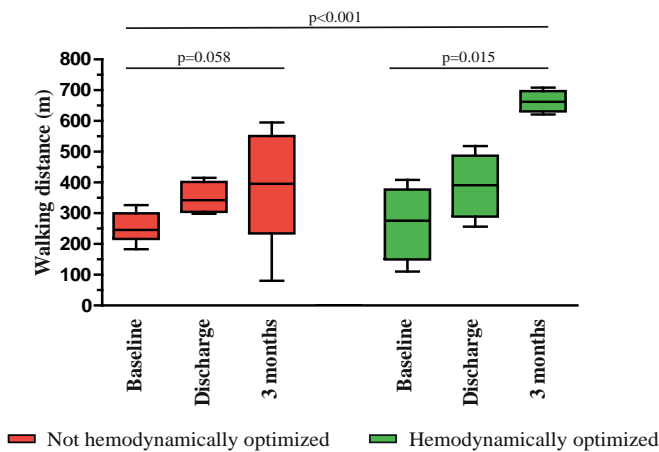 p<0.001
p=0.058
p=0.015
Walking distance (m)
800
700
600
500
400
300
200
100
0
Baseline
Discharge
3 months
Baseline
Discharge
3 months
Not hemodynamically optimized
Hemodynamically optimized